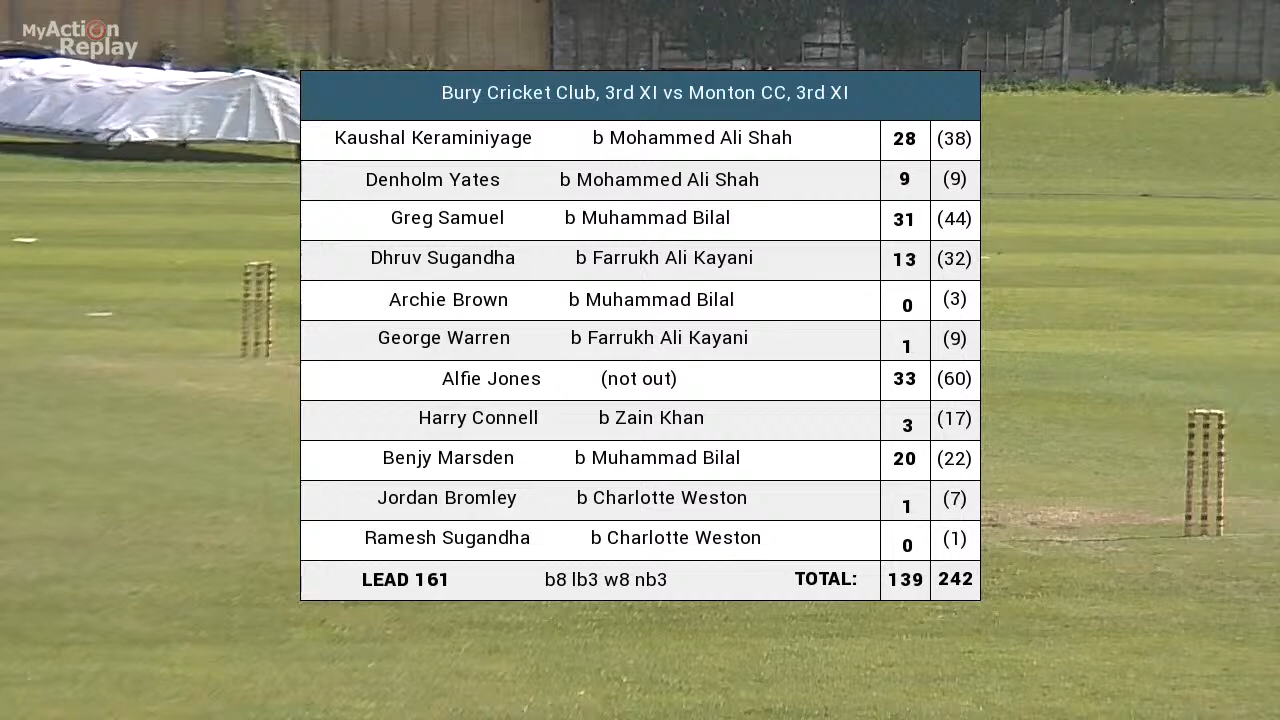 MyAction
Replay
Bury Cricket Club, 3rd XI vs Monton CC, 3rd XI
Kaushal Keraminiyage b Mohammed Ali Shah 28 (38)
Denholm Yates b Mohammed Ali Shah 9 (9)
Greg Samuel b Muhammad Bilal 31 (44)
Dhruv Sugandha b Farrukh Ali Kayani 13 (32)
Archie Brown b Muhammad Bilal 0 (3)
George Warren b Farrukh Ali Kayani 1 (9)
Alfie Jones (not out) 33 (60)
Harry Connell b Zain Khan 3 (17)
Benjy Marsden b Muhammad Bilal 20 (22)
Jordan Bromley b Charlotte Weston 1 (7)
Ramesh Sugandha b Charlotte Weston 0 (1)
LEAD 161 b8 lb3 w8 nb3 TOTAL: 139 242